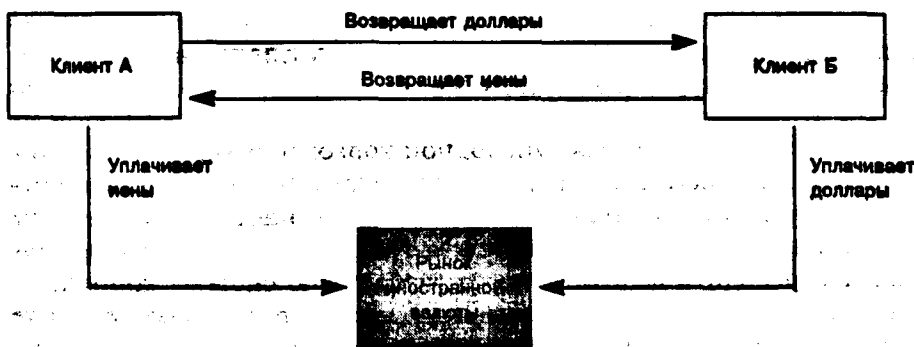 Возвращает доллары
Клиент А
Клиент Б
Возвращает иены
Уплачивает
иены
Уплачивает
доллары
Рынок
иностранной
валюты